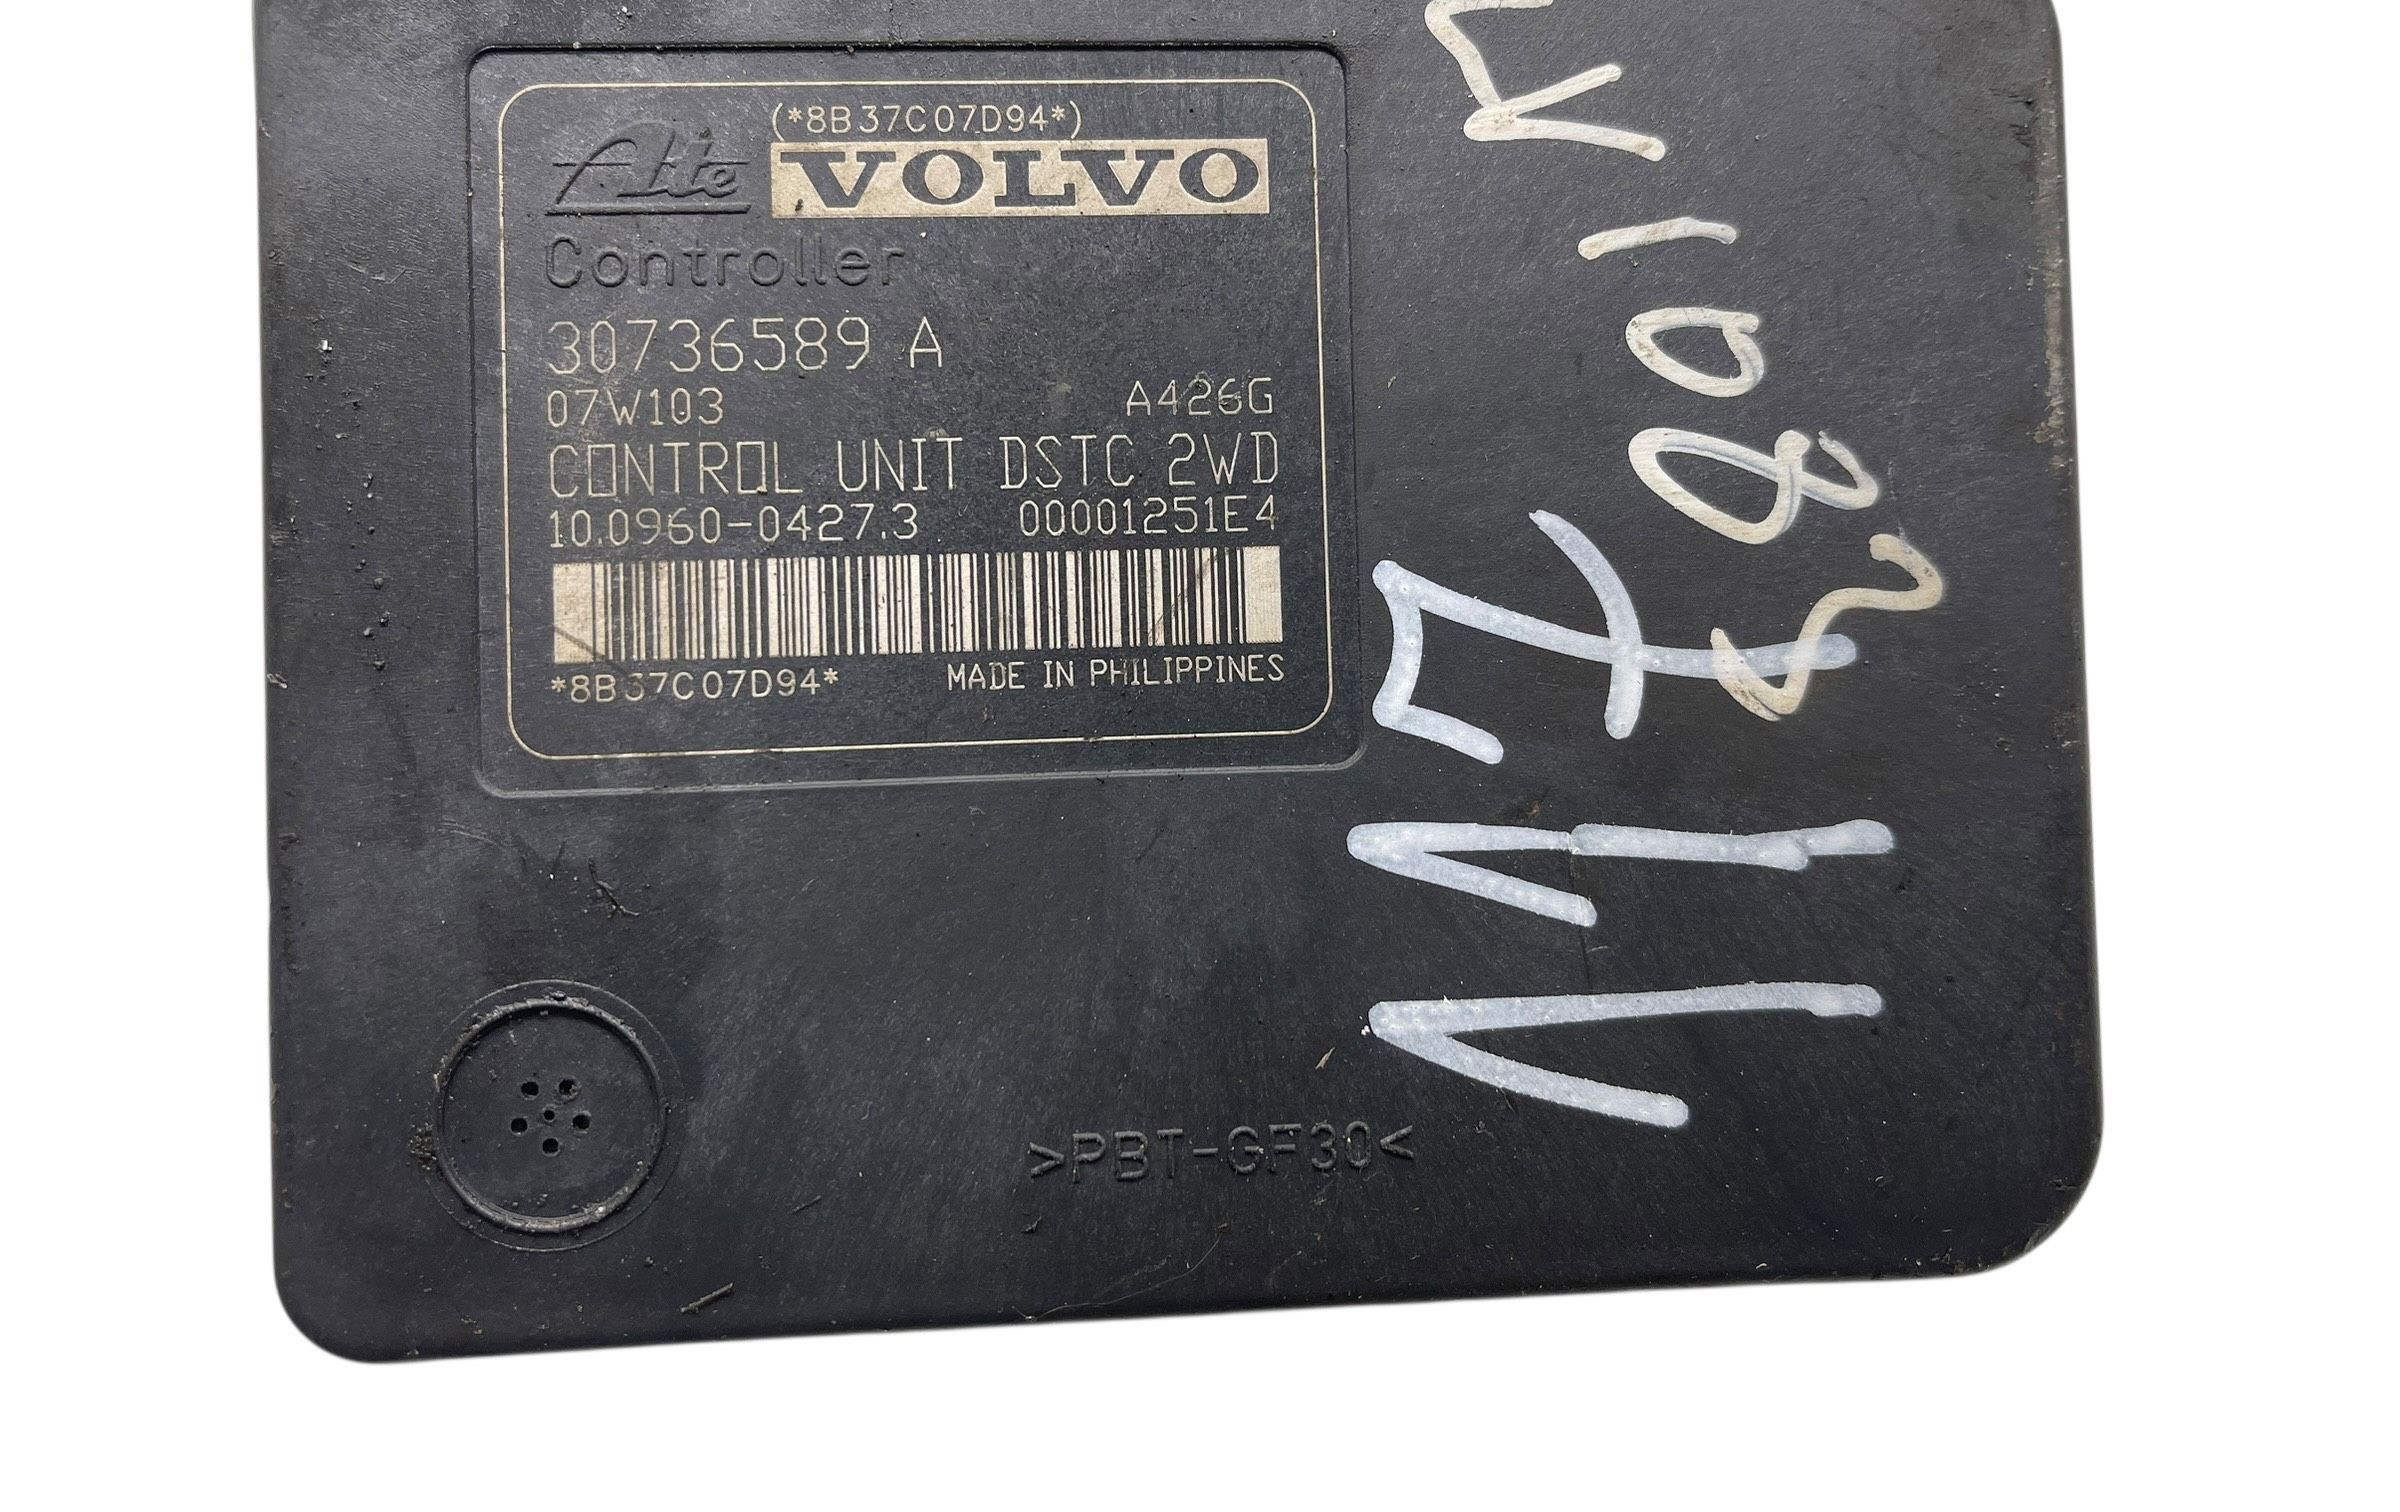 (*8B37C07D94*)
Ate VOLVO
Controller
30736589 A
07W103 A426G
CONTROL UNIT DSTC 2WD
10.0960-0427.3 00001251E4
*8B37C07D94* MADE IN PHILIPPINES
117
>PBT-GF30<